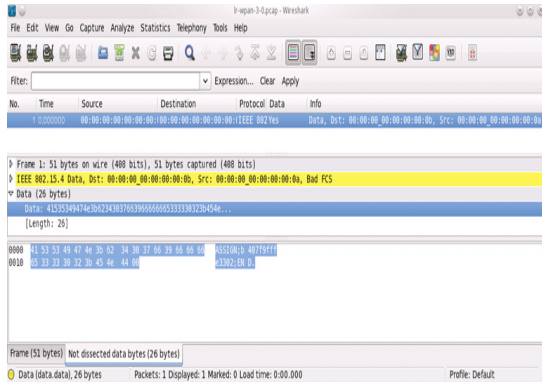 lr-wpan-3-0.pcap - Wireshark
File Edit View Go Capture Analyze Statistics Telephony Tools Help
Filter: Expression... Clear Apply
No. Time Source Destination Protocol Data Info
1 0,000000 00:00:00:00:00:00:( 00:00:00:00:00:00:( IEEE 802 Yes Data, Dst: 00:00:00_00:00:00:00:0b, Src: 00:00:00_00:00:00:00:0a
Frame 1: 51 bytes on wire (408 bits), 51 bytes captured (408 bits)
IEEE 802.15.4 Data, Dst: 00:00:00_00:00:00:00:0b, Src: 00:00:00_00:00:00:00:0a, Bad FCS
Data (26 bytes)
Data: 41535349474e3b623430376639666666653333030323b454e...
[Length: 26]
0000 41 53 53 49 47 4e 3b 62 34 30 37 66 39 66 66 66 ASSIGN;b 407f9fff
0010 65 33 33 30 32 3b 45 4e 44 00 e3302;EN D.
Frame (51 bytes) Not dissected data bytes (26 bytes)
Data (data.data), 26 bytes Packets: 1 Displayed: 1 Marked: 0 Load time: 0:00.000 Profile: Default